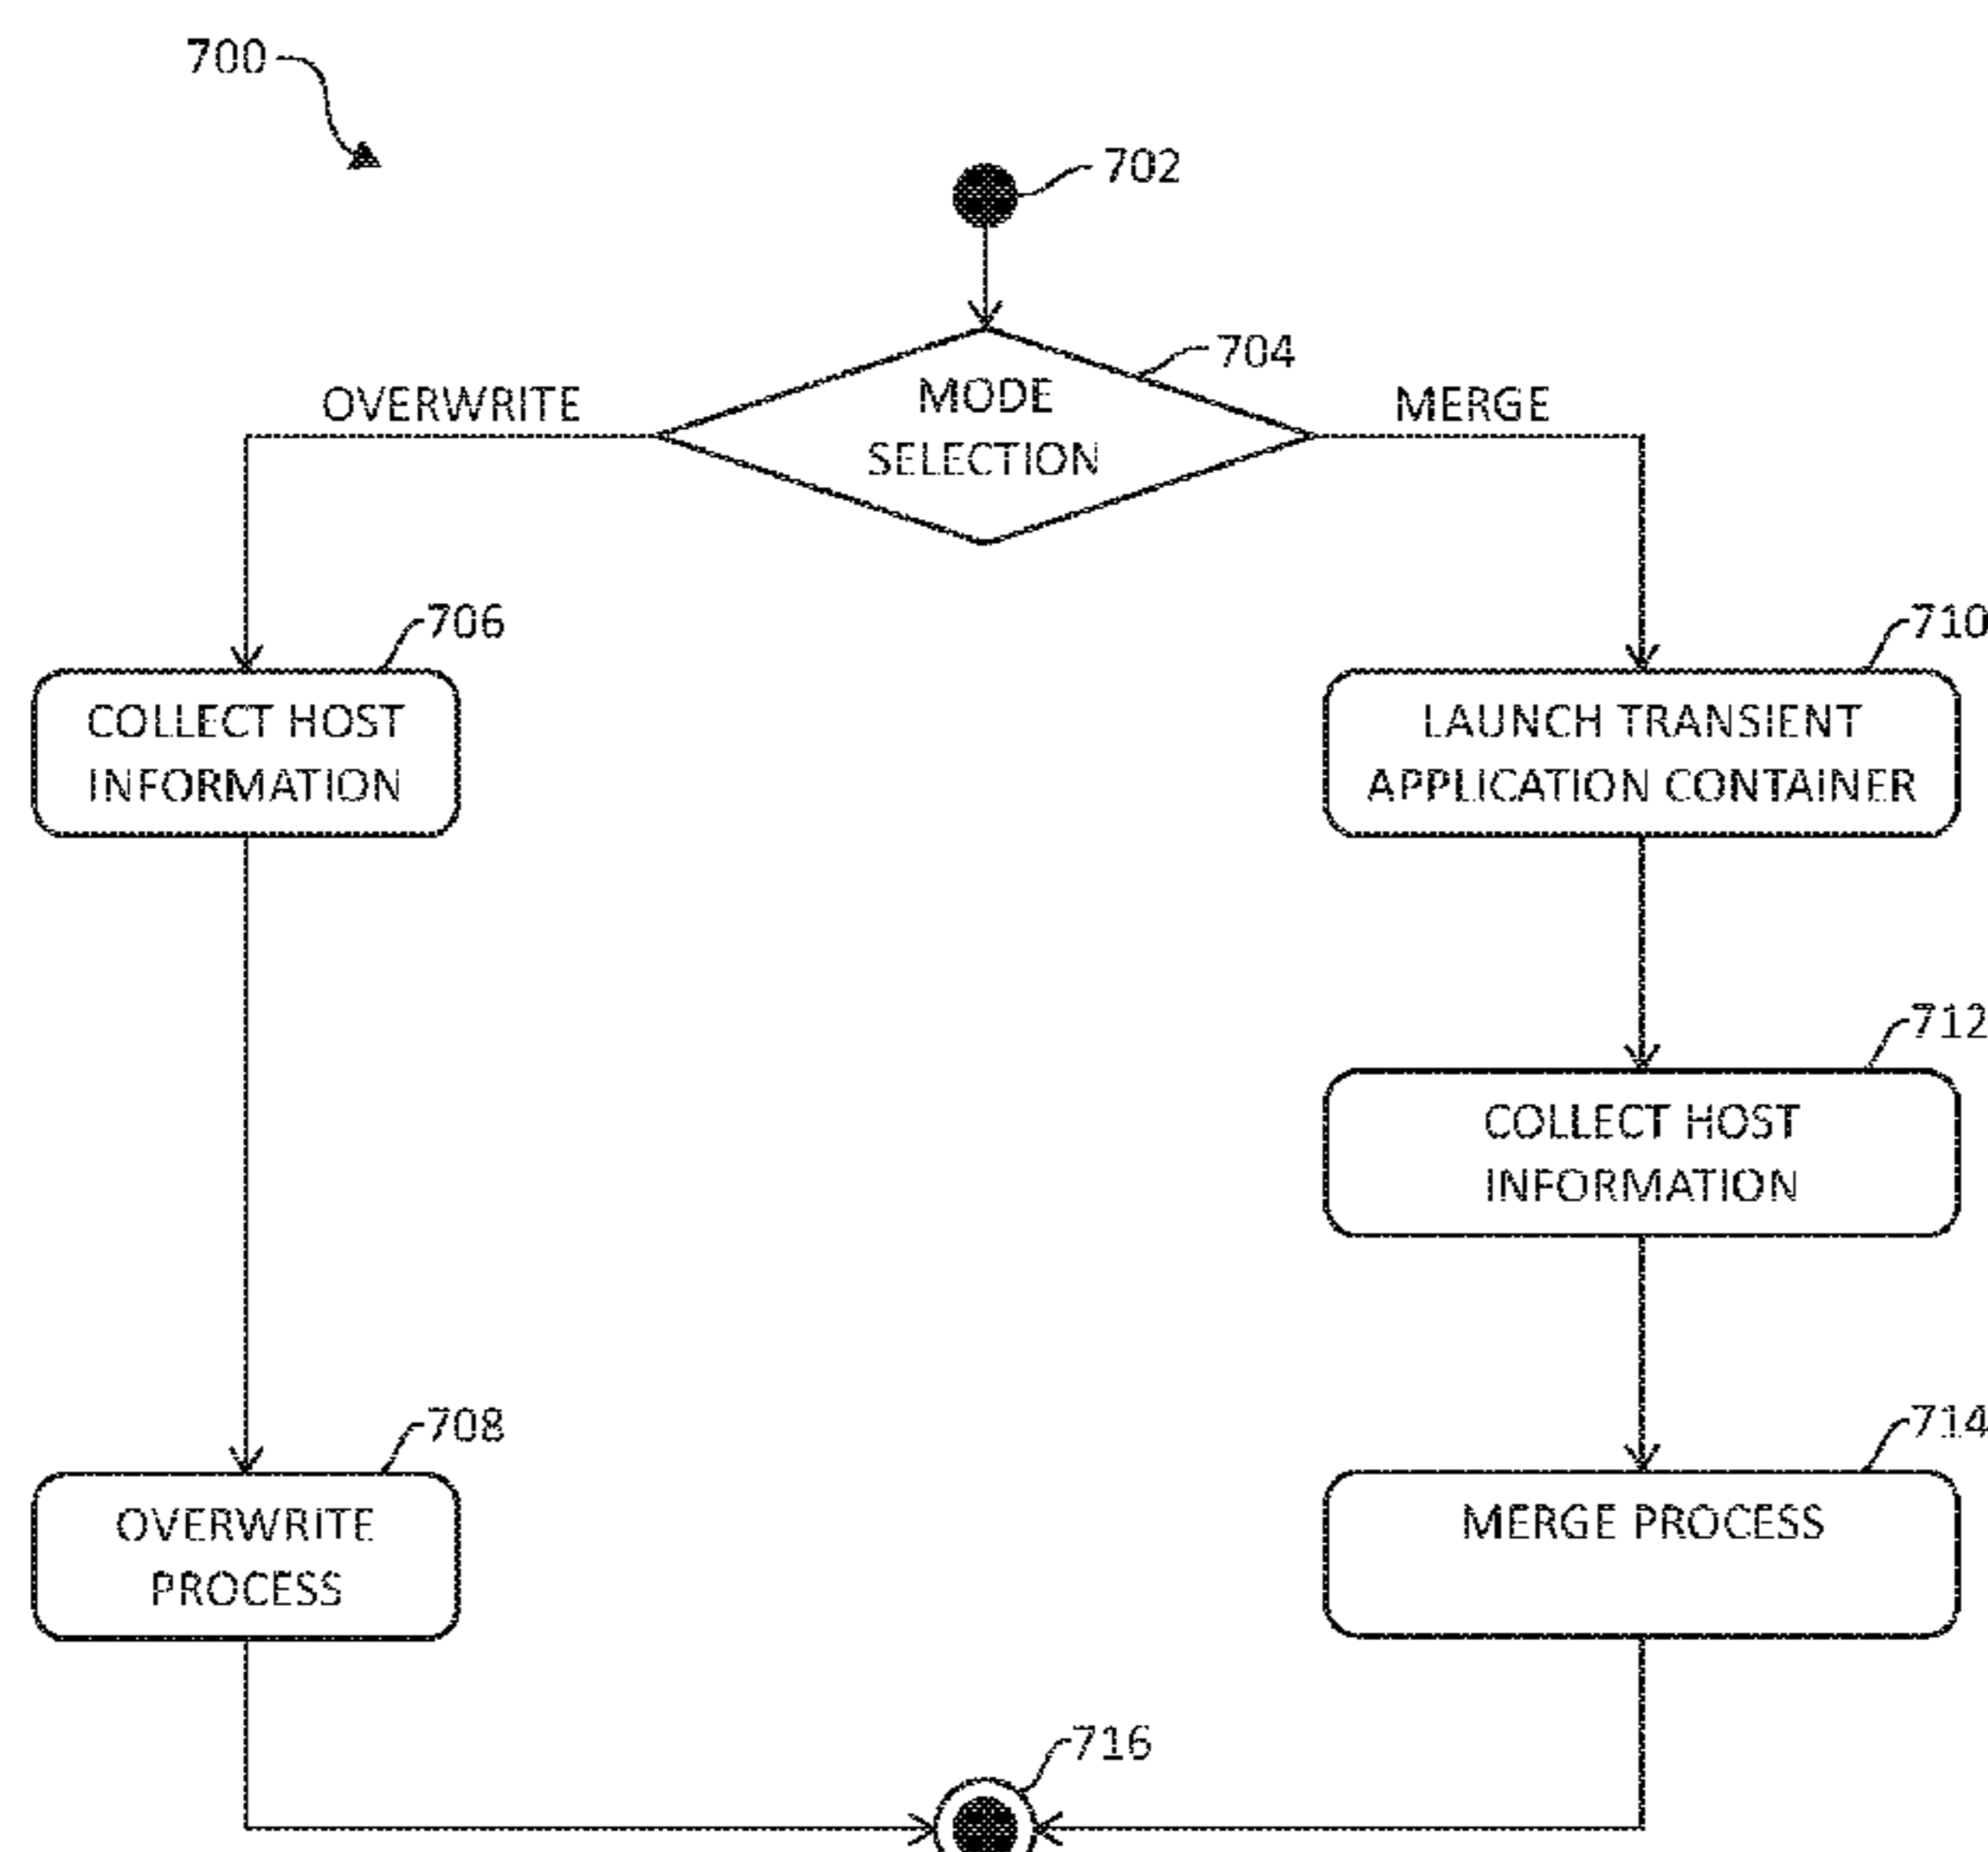 700
702
704
MODE
SELECTION
OVERWRITE
MERGE
706
COLLECT HOST
INFORMATION
710
LAUNCH TRANSIENT
APPLICATION CONTAINER
712
COLLECT HOST
INFORMATION
708
OVERWRITE
PROCESS
714
MERGE PROCESS
716